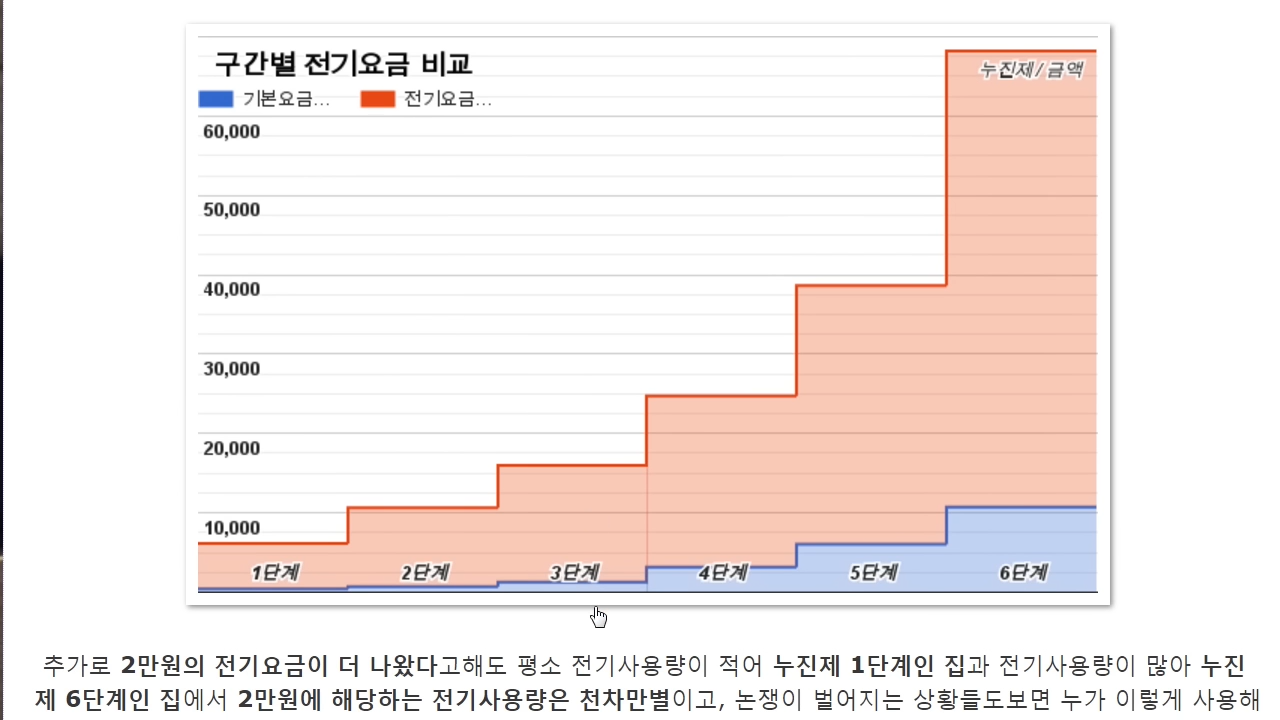 구간별 전기요금 비교
누진제/금액
기본요금... 전기요금...
60,000
50,000
40,000
30,000
20,000
10,000
1단계 2단계 3단계 4단계 5단계 6단계
추가로 2만원의 전기요금이 더 나왔다고해도 평소 전기사용량이 적어 누진제 1단계인 집과 전기사용량이 많아 누진
제 6단계인 집에서 2만원에 해당하는 전기사용량은 천차만별이고, 논쟁이 벌어지는 상황들도보면 누가 이렇게 사용해